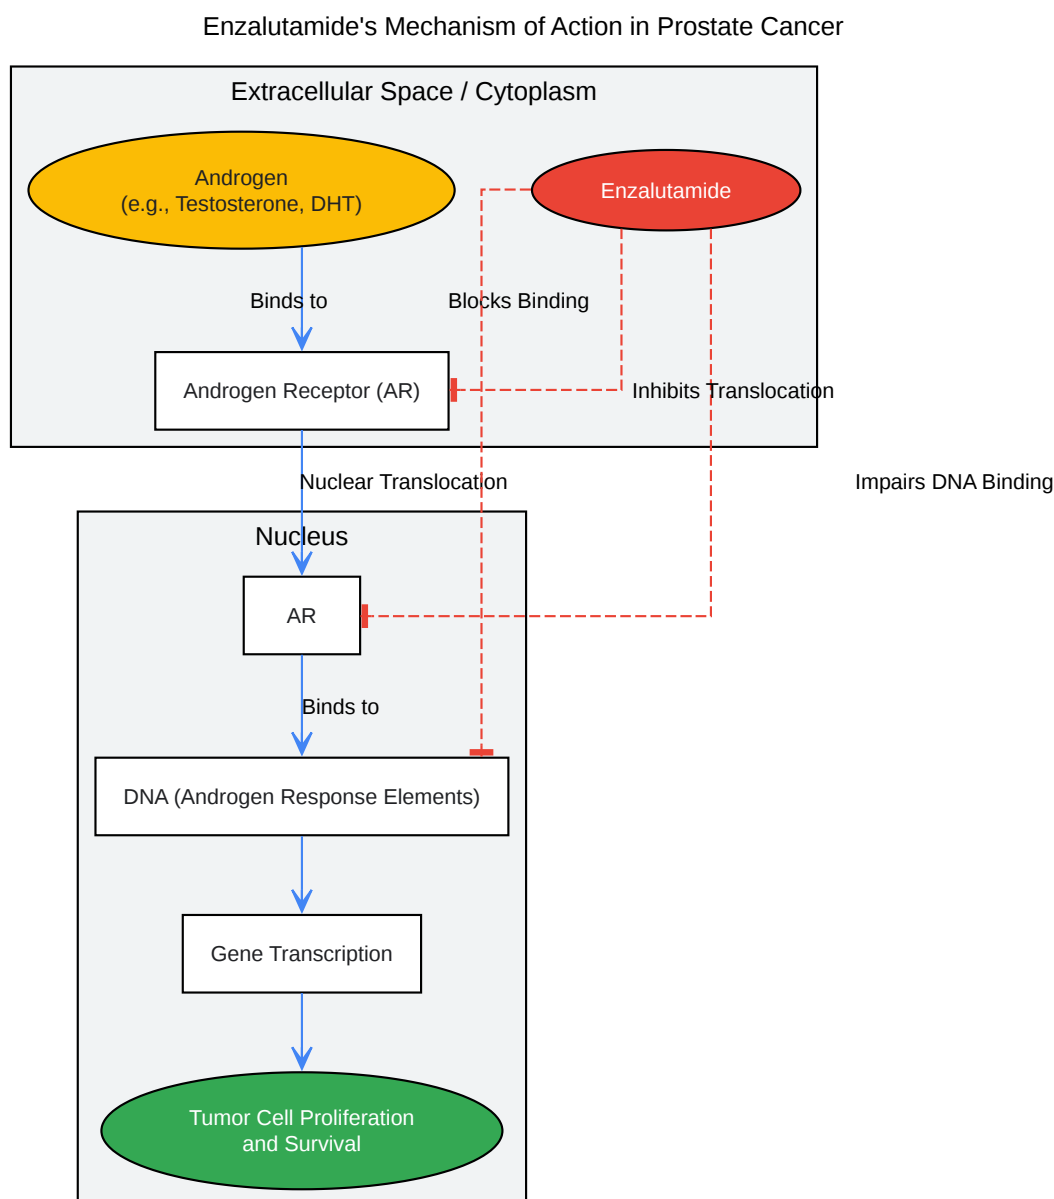 Enzalutamide's Mechanism of Action in Prostate Cancer
Extracellular Space / Cytoplasm
Androgen
(e.g., Testosterone, DHT)
Enzalutamide
Binds to
Blocks Binding
Androgen Receptor (AR)
Inhibits Translocation
Nuclear Translocation
Impairs DNA Binding
Nucleus
AR
Binds to
DNA (Androgen Response Elements)
Gene Transcription
Tumor Cell Proliferation
and Survival